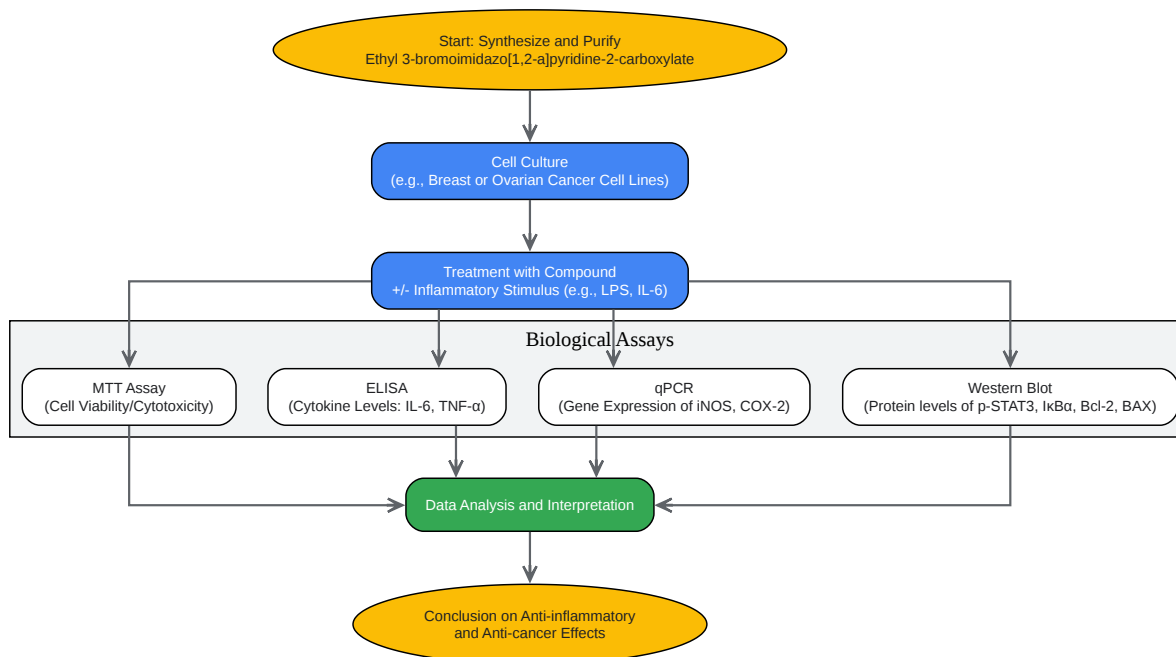 Start: Synthesize and Purify
Ethyl 3-bromoimidazo[1,2-a]pyridine-2-carboxylate
Cell Culture
(e.g., Breast or Ovarian Cancer Cell Lines)
Treatment with Compound
+/- Inflammatory Stimulus (e.g., LPS, IL-6)
Biological Assays
MTT Assay
(Cell Viability/Cytotoxicity)
ELISA
(Cytokine Levels: IL-6, TNF-α)
qPCR
(Gene Expression of iNOS, COX-2)
Western Blot
(Protein levels of p-STAT3, IκBα, Bcl-2, BAX)
Data Analysis and Interpretation
Conclusion on Anti-inflammatory
and Anti-cancer Effects